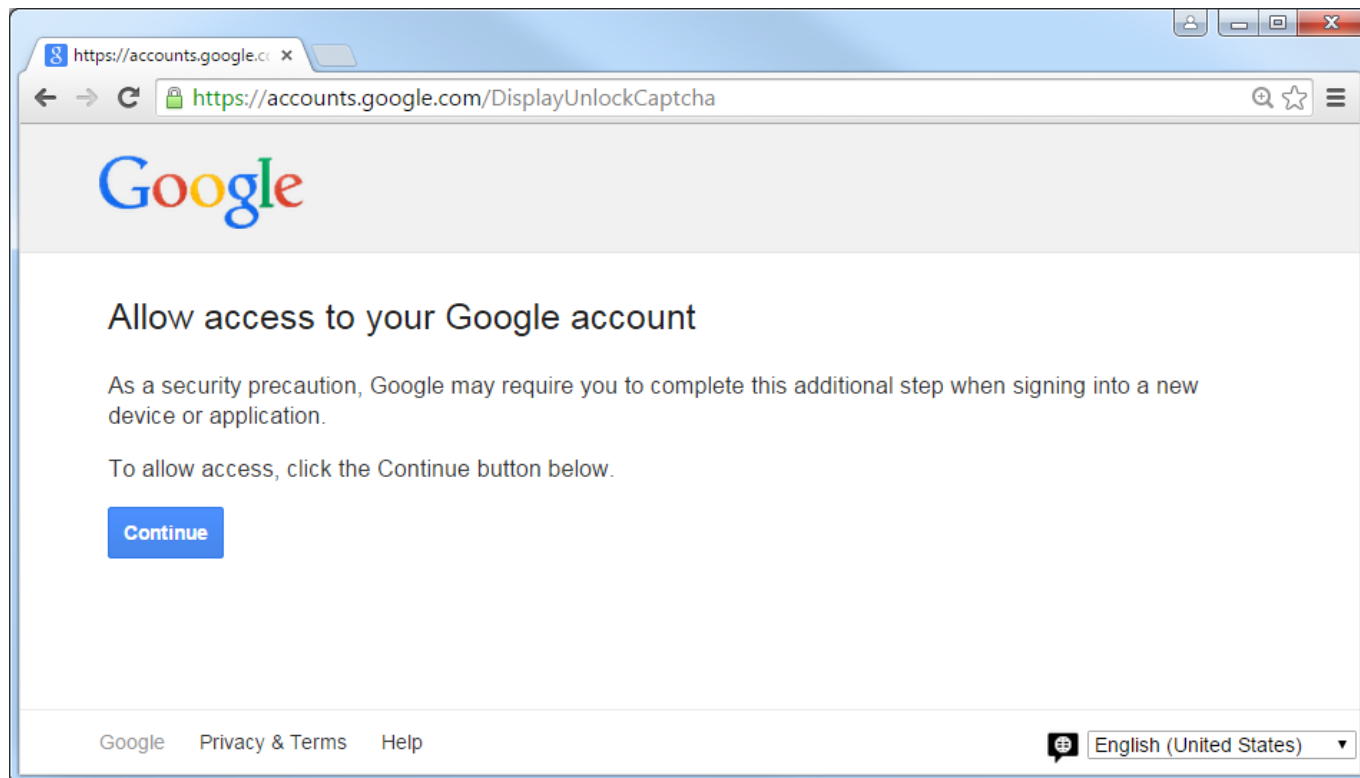 https://accounts.google.co
https://accounts.google.com/DisplayUnlockCaptcha
Google
Allow access to your Google account
As a security precaution, Google may require you to complete this additional step when signing into a new
device or application.
To allow access, click the Continue button below.
Continue
Google Privacy & Terms Help English (United States)